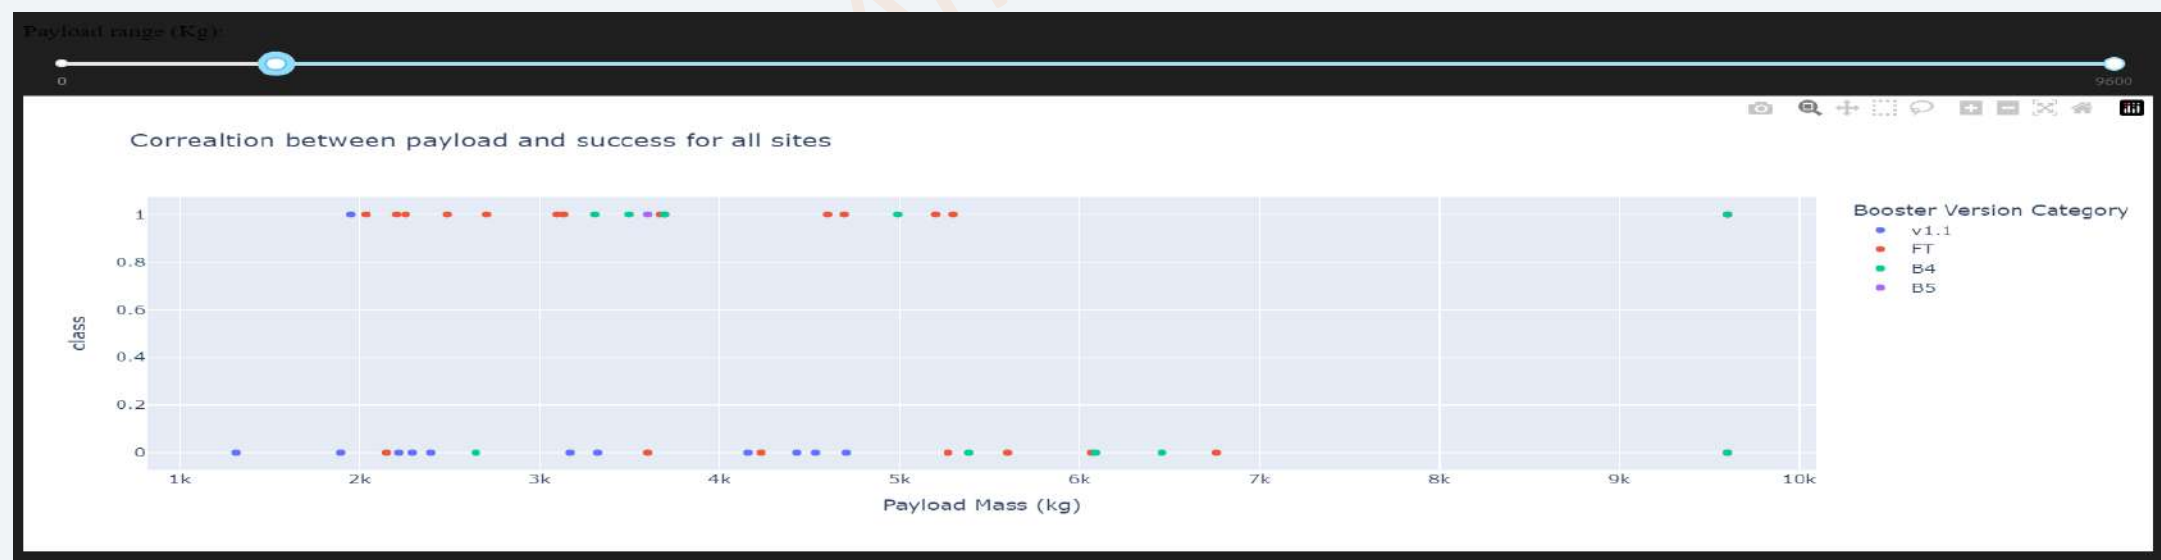 Payload range (Kg):
0
9600
Correaltion between payload and success for all sites
1
0.8
0.6
0.4
0.2
0
class
1k
2k
3k
4k
5k
6k
7k
8k
9k
10k
Payload Mass (kg)
Booster Version Category
v1.1
FT
B4
B5